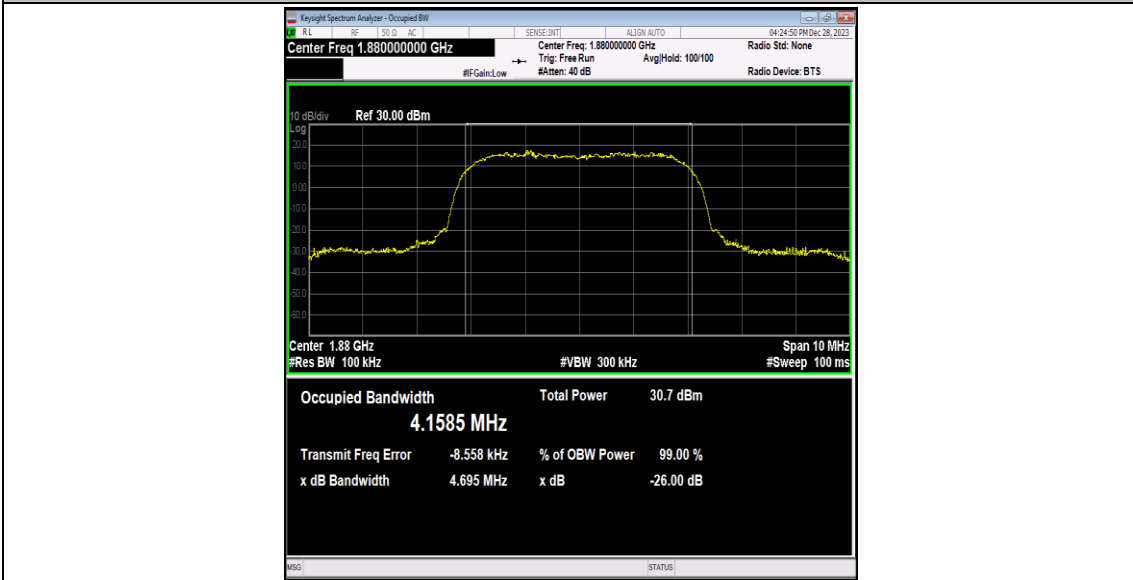 Keysight Spectrum Analyzer - Occupied BW
LXI RL RF 50 Ω AC SENSE:INT ALIGN AUTO 04:24:50 PM Dec 28, 2023
Center Freq 1.880000000 GHz
Center Freq: 1.880000000 GHz
Radio Std: None
Trig: Free Run
Avg|Hold: 100/100
#IFGain:Low
#Atten: 40 dB
Radio Device: BTS
10 dB/div
Ref 30.00 dBm
Log
20.0
10.0
0.00
-10.0
-20.0
-30.0
-40.0
-50.0
-60.0
Center 1.88 GHz
Span 10 MHz
#Res BW 100 kHz
#VBW 300 kHz
#Sweep 100 ms
Occupied Bandwidth
Total Power 30.7 dBm
4.1585 MHz
Transmit Freq Error -8.558 kHz
% of OBW Power 99.00 %
x dB Bandwidth 4.695 MHz
x dB -26.00 dB
MSG
STATUS